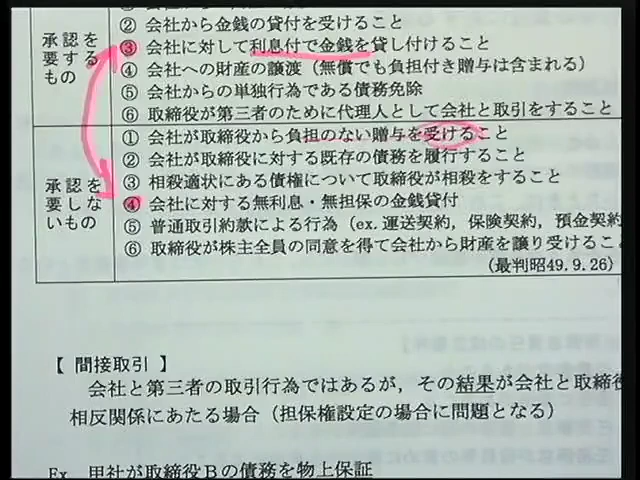 ② 会社から金銭の貸付を受けること
承認を
要する
もの
③ 会社に対して利息付で金銭を貸し付けること
④ 会社への財産の譲渡（無償でも負担付き贈与は含まれる）
⑤ 会社からの単独行為である債務免除
⑥ 取締役が第三者のために代理人として会社と取引をすること
① 会社が取締役から負担のない贈与を受けること
② 会社が取締役に対する既存の債務を履行すること
承認を
要しな
いもの
③ 相殺適状にある債権について取締役が相殺をすること
④ 会社に対する無利息・無担保の金銭貸付
⑤ 普通取引約款による行為（ex. 運送契約，保険契約，預金契約
⑥ 取締役が株主全員の同意を得て会社から財産を譲り受けるこ
（最判昭49.9.26）
【 間接取引 】
会社と第三者の取引行為ではあるが，その結果が会社と取締
相反関係にあたる場合（担保権設定の場合に問題となる）
Ex. 甲社が取締役Ｂの債務を物上保証